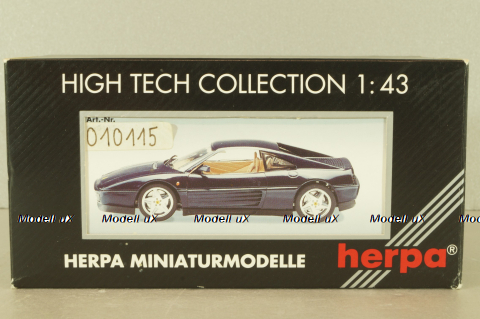 HIGH TECH COLLECTION 1:43
Art.-Nr.
010115
Modell uX Modell uX Modell uX Modell uX Modell uX Mo
HERPA MINIATURMODELLE
herpa®